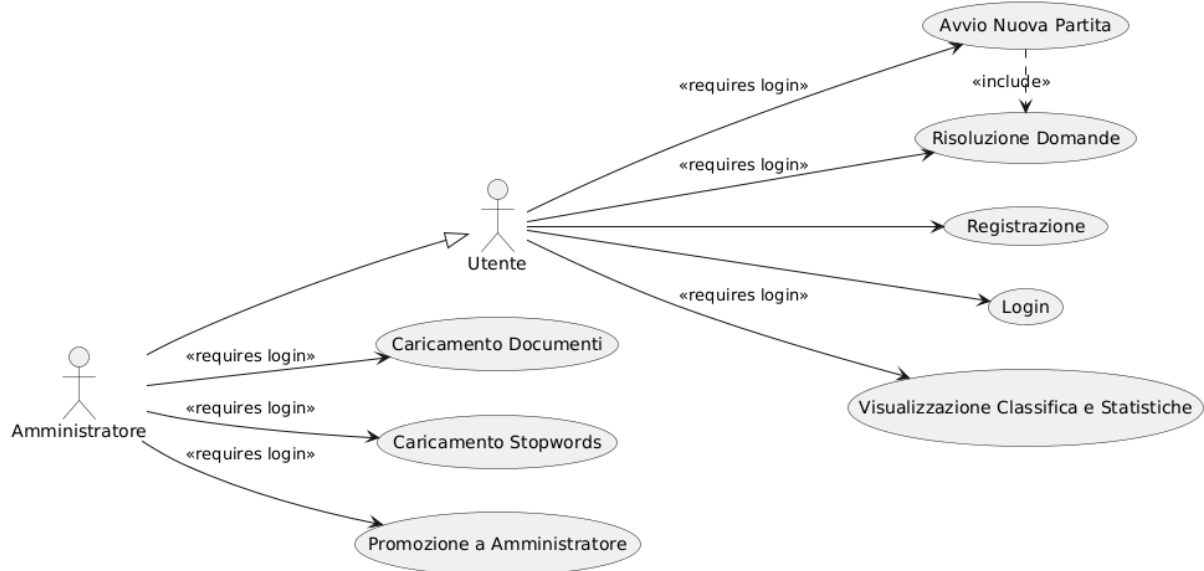 Avvio Nuova Partita
«requires login»
«include»
Risoluzione Domande
«requires login»
Registrazione
Utente
Login
«requires login»
Caricamento Documenti
«requires login»
Visualizzazione Classifica e Statistiche
«requires login»
Amministratore
Caricamento Stopwords
«requires login»
Promozione a Amministratore